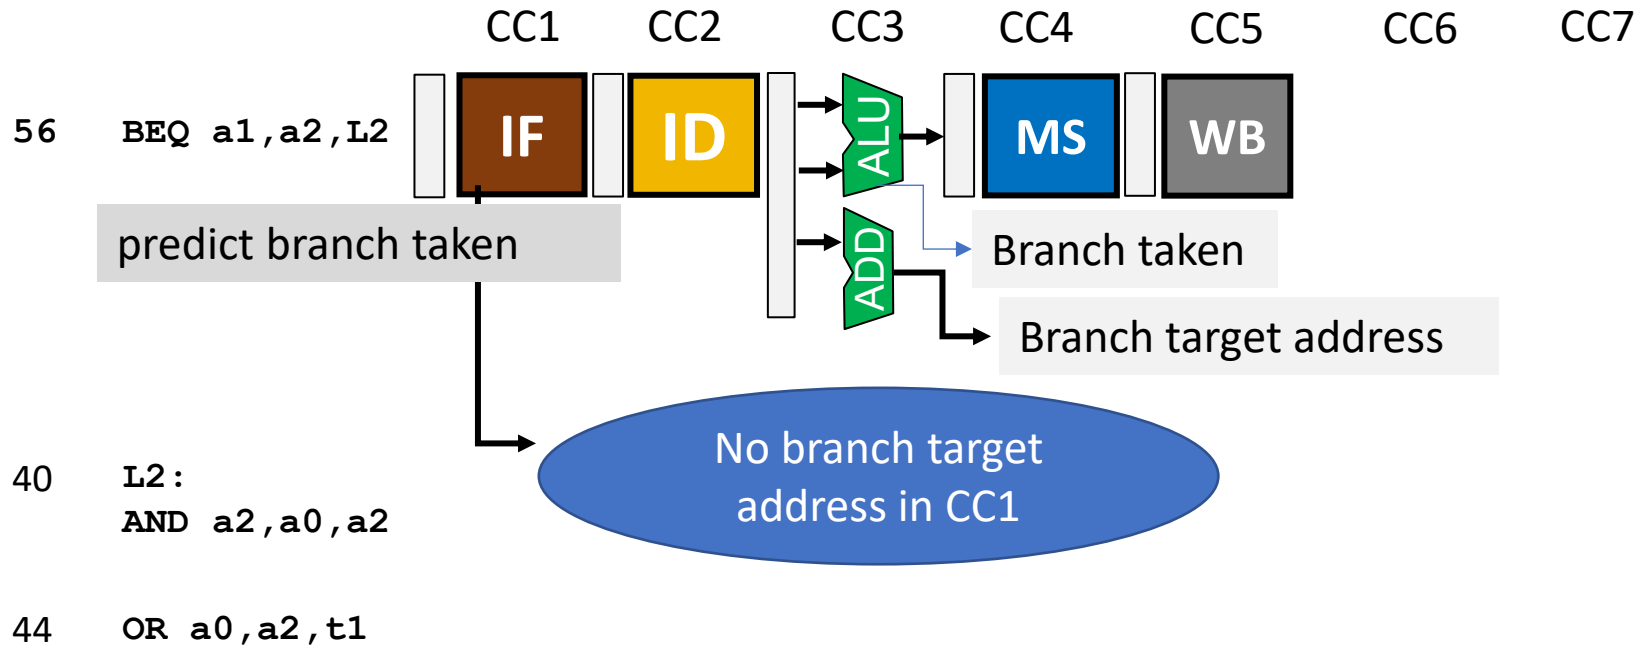 CC1 CC2 CC3 CC4 CC5 CC6 CC7
56 BEQ a1,a2,L2 IF ID ALU MS WB
predict branch taken
ADD
Branch taken
Branch target address
No branch target
address in CC1
40 L2:
AND a2,a0,a2
44 OR a0,a2,t1